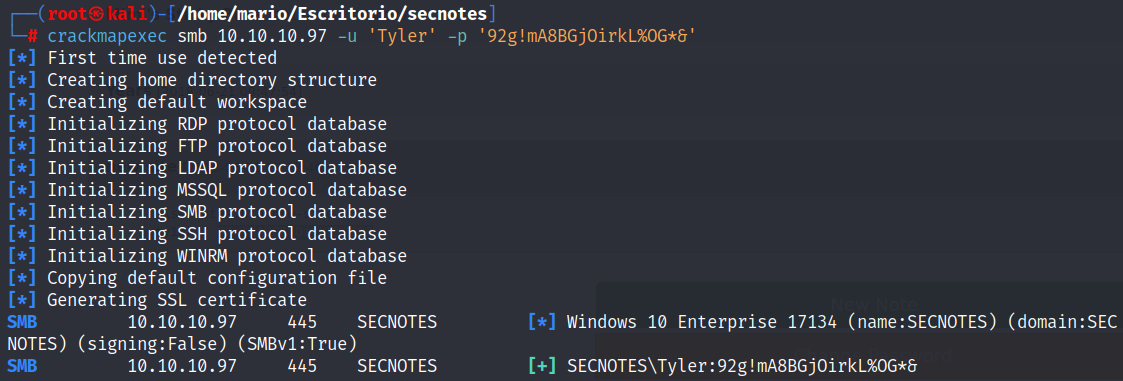 ┌──(root㉿kali)-[/home/mario/Escritorio/secnotes]
└─# crackmapexec smb 10.10.10.97 -u 'Tyler' -p '92g!mA8BGjOirkL%OG*&'
[*] First time use detected
[*] Creating home directory structure
[*] Creating default workspace
[*] Initializing RDP protocol database
[*] Initializing FTP protocol database
[*] Initializing LDAP protocol database
[*] Initializing MSSQL protocol database
[*] Initializing SMB protocol database
[*] Initializing SSH protocol database
[*] Initializing WINRM protocol database
[*] Copying default configuration file
[*] Generating SSL certificate
New Note
SMB 10.10.10.97 445 SECNOTES [*] Windows 10 Enterprise 17134 (name:SECNOTES) (domain:SEC
NOTES) (signing:False) (SMBv1:True)
SMB 10.10.10.97 445 SECNOTES [+] SECNOTES\Tyler:92g!mA8BGjOirkL%OG*&